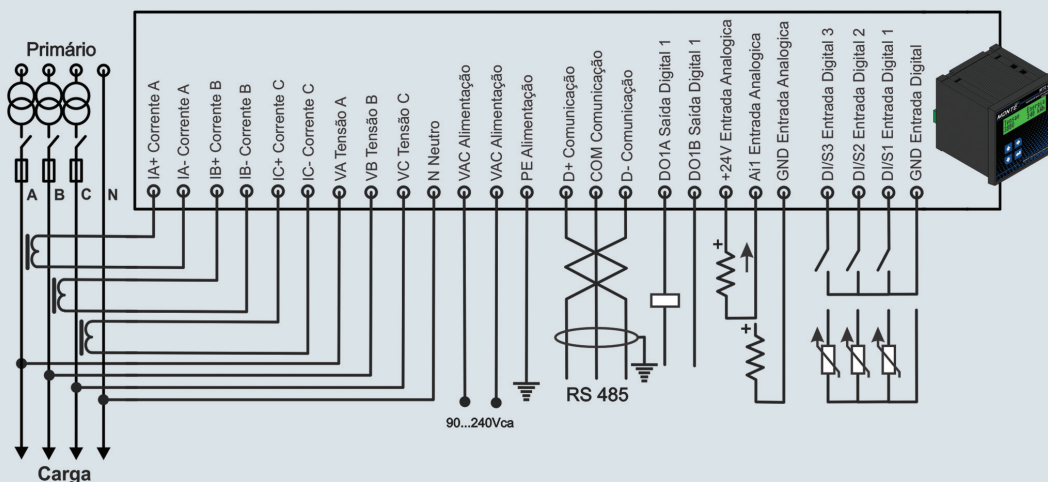 Primário
A
B
C
N
IA+ Corrente A
IA- Corrente A
IB+ Corrente B
IB- Corrente B
IC+ Corrente C
IC- Corrente C
VA Tensão A
VB Tensão B
VC Tensão C
N Neutro
VAC Alimentação
VAC Alimentação
PE Alimentação
D+ Comunicação
COM Comunicação
D- Comunicação
DO1A Saída Digital 1
DO1B Saída Digital 1
+24V Entrada Analogica
Ai1 Entrada Analogica
GND Entrada Analogica
DI/S3 Entrada Digital 3
DI/S2 Entrada Digital 2
DI/S1 Entrada Digital 1
GND Entrada Digital
MONTÉ
+
+
RS 485
90...240Vca
Carga